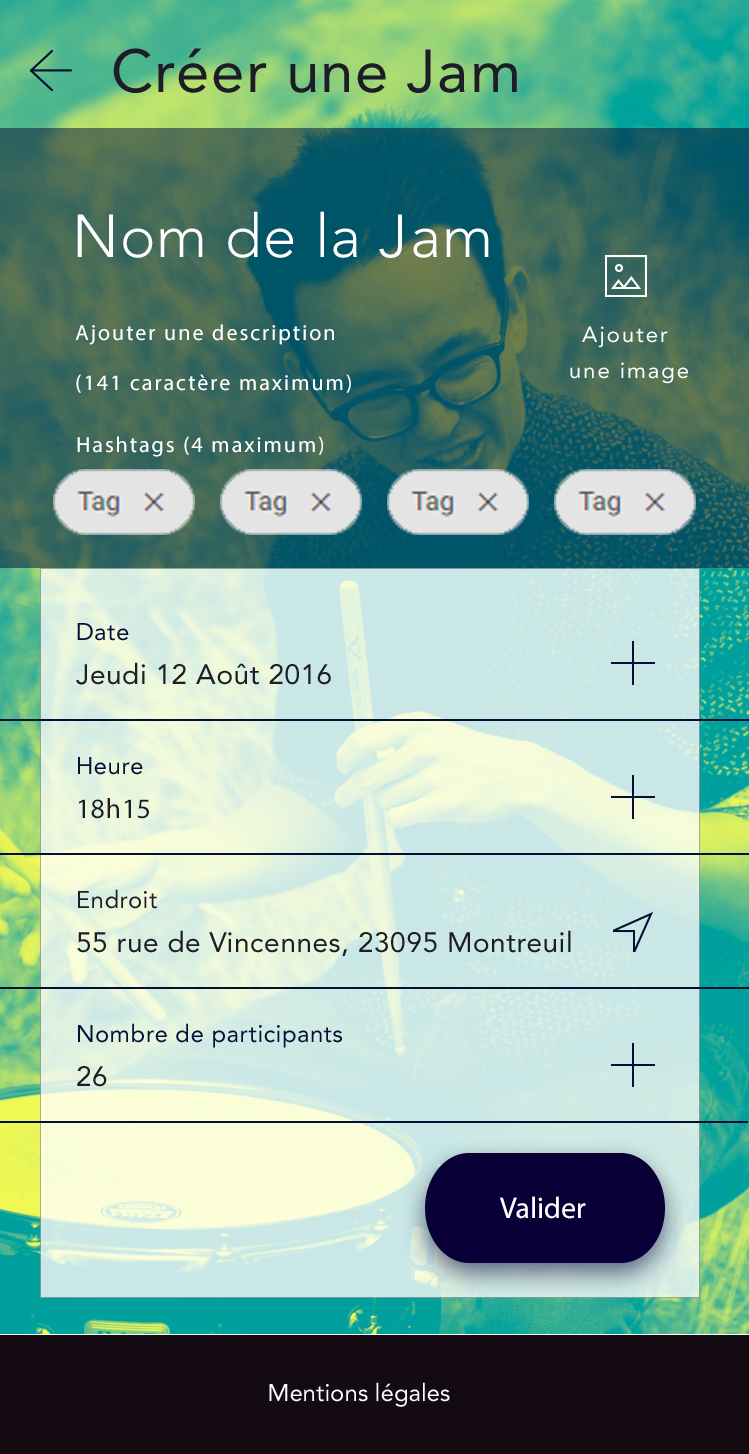 Créer une Jam
Nom de la Jam
Ajouter une description
(141 caractère maximum)
Ajouter
une image
Hashtags (4 maximum)
Tag Tag Tag Tag
Date
Jeudi 12 Août 2016
Heure
18h15
Endroit
55 rue de Vincennes, 23095 Montreuil
Nombre de participants
26
Valider
Mentions légales